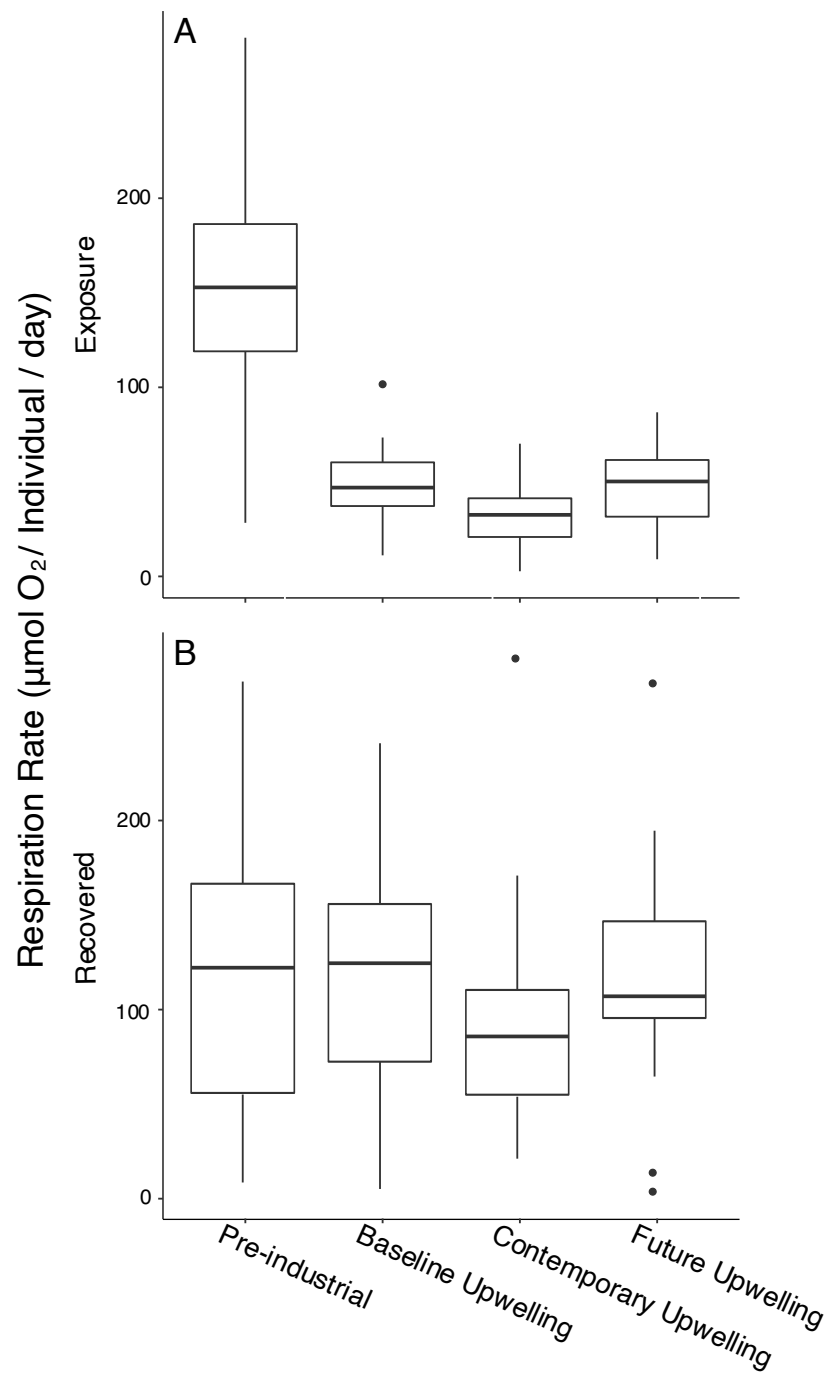 Respiration Rate (μmol O₂/ Individual / day)
A
Exposure
200
100
0
B
Recovered
200
100
0
Pre-industrial
Baseline Upwelling
Contemporary Upwelling
Future Upwelling